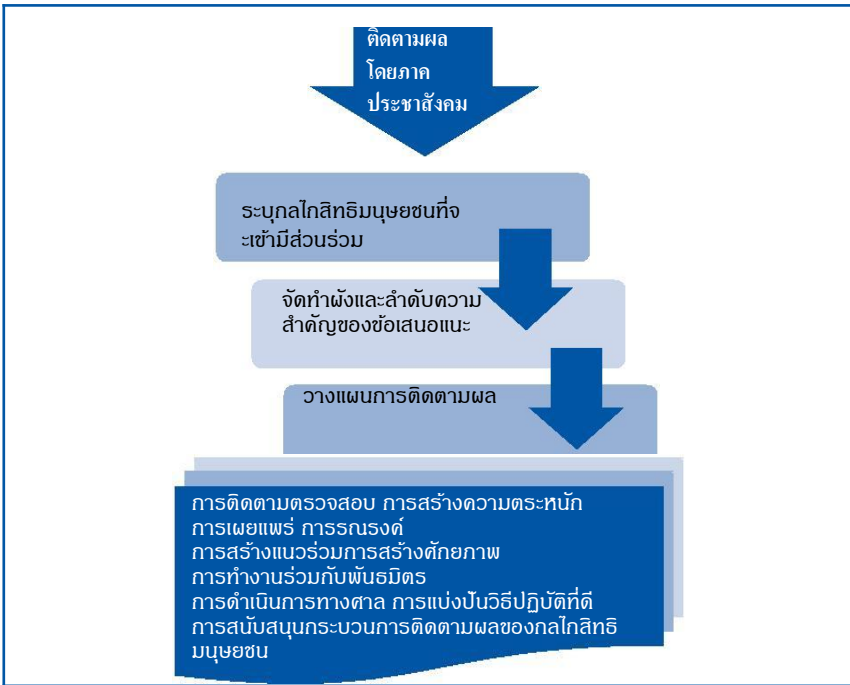 ติดตามผล
โดยภาค
ประชาสังคม
ระบุกลไกสิทธิมนุษยชนที่จ
ะเข้ามีส่วนร่วม
จัดทำผังและลำดับความ
สำคัญของข้อเสนอแนะ
วางแผนการติดตามผล
การติดตามตรวจสอบ การสร้างความตระหนัก
การเผยแพร่ การรณรงค์
การสร้างแนวร่วมการสร้างศักยภาพ
การทำงานร่วมกับพันธมิตร
การดำเนินการทางศาล การแบ่งปันวิธีปฏิบัติที่ดี
การสนับสนุนกระบวนการติดตามผลของกลไกสิทธิ
มนุษยชน